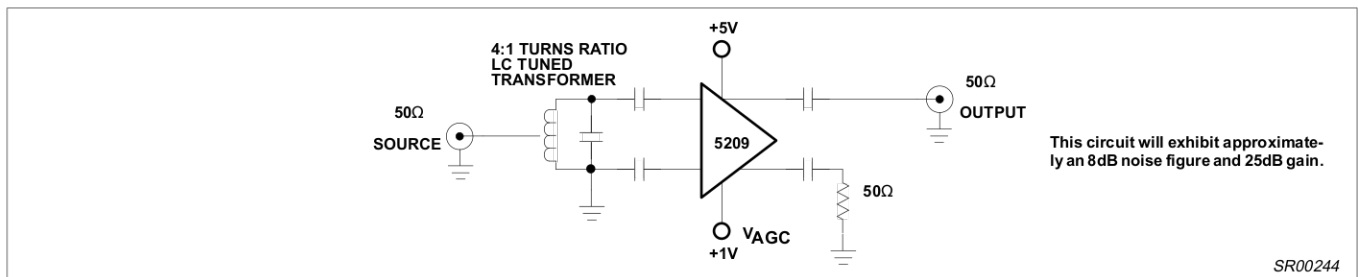 +5V
4:1 TURNS RATIO
LC TUNED
TRANSFORMER
50Ω
SOURCE
5209
50Ω
OUTPUT
This circuit will exhibit approximate-
ly an 8dB noise figure and 25dB gain.
50Ω
VAGC
+1V
SR00244